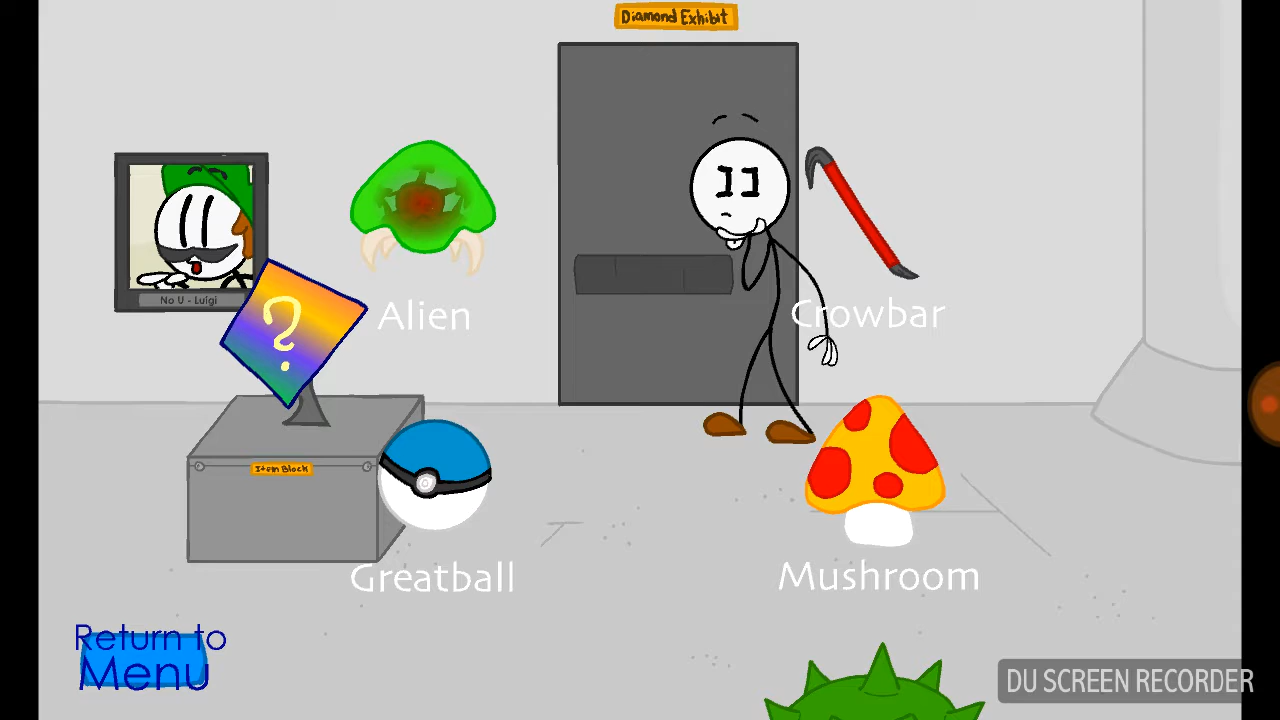 Diamond Exhibit
No U - Luigi
?
Alien
Crowbar
Item Block
Greatball
Mushroom
Return to
Menu
DU SCREEN RECORDER